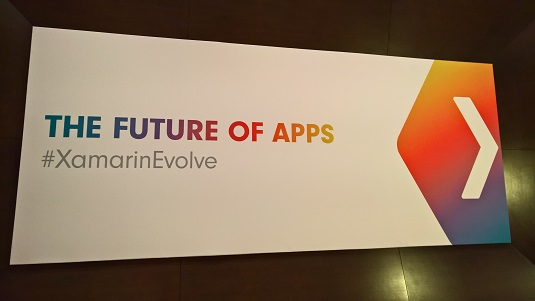 THE FUTURE OF APPS
#XamarinEvolve